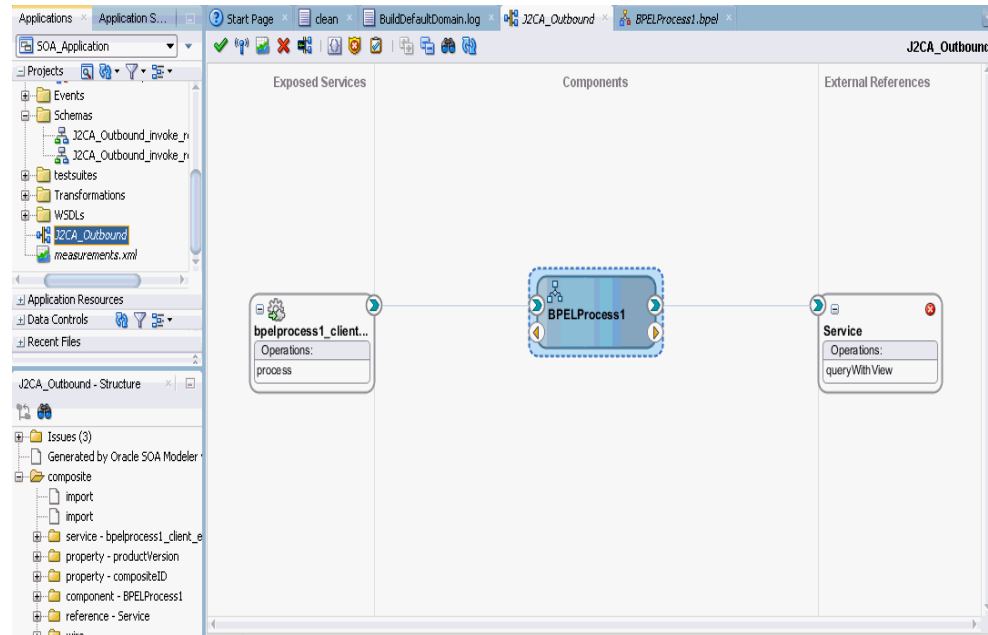 Applications
Application S...
Start Page
clean
BuildDefaultDomain.log
J2CA_Outbound
BPELProcess1.bpel
SOA_Application
J2CA_Outbound
Projects
Events
Schemas
J2CA_Outbound_invoke_r
J2CA_Outbound_invoke_r
testsuites
Transformations
WSDLs
J2CA_Outbound
measurements.xml
Application Resources
Data Controls
Recent Files
J2CA_Outbound - Structure
Issues (3)
Generated by Oracle SOA Modeler
composite
import
import
service - bpelprocess1_client_e
property - productVersion
property - compositeID
component - BPELProcess1
reference - Service
Exposed Services
Components
External References
bpelprocess1_client...
Operations:
process
BPELProcess1
Service
Operations:
queryWithView